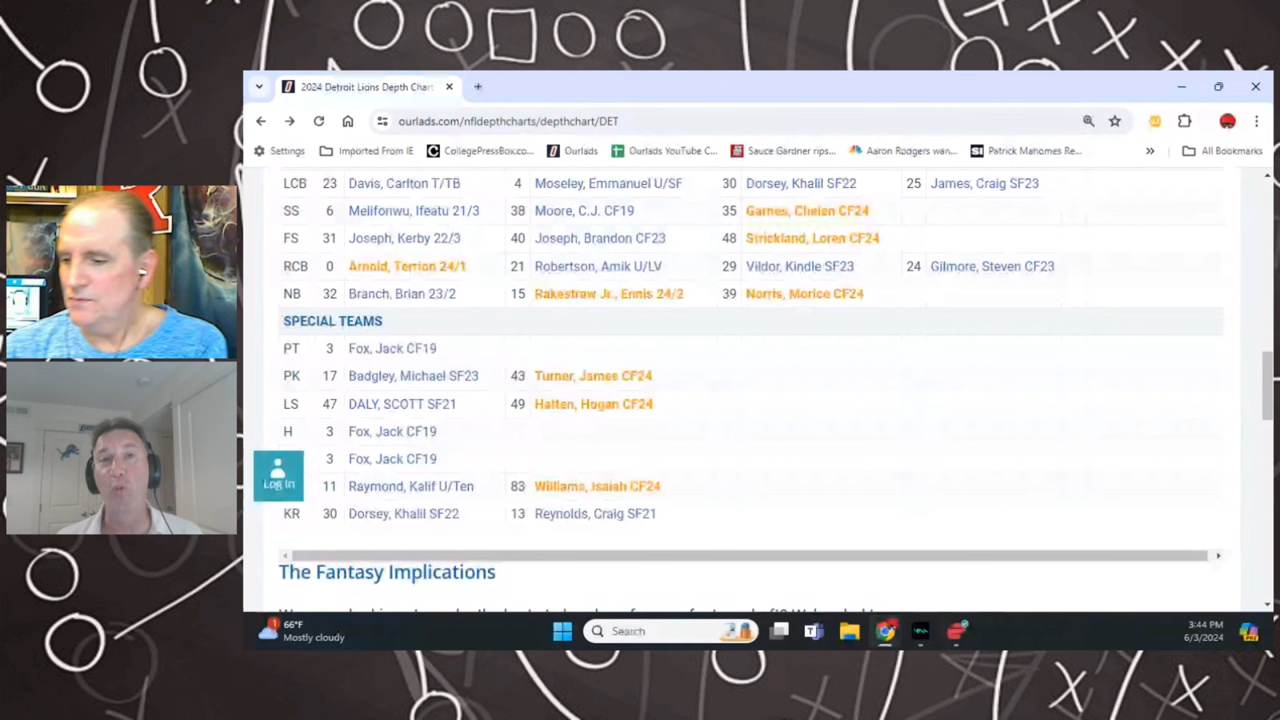 2024 Detroit Lions Depth Chart
ourlads.com/nfldepthcharts/depthchart/DET
Settings Imported From IE CollegePressBox.co... Ourlads Ourlads YouTube C... Sauce Gardner rips... Aaron Rodgers wan... Patrick Mahomes Re... » All Bookmarks
LCB 23 Davis, Carlton T/TB 4 Moseley, Emmanuel U/SF 30 Dorsey, Khalil SF22 25 James, Craig SF23
SS 6 Melifonwu, Ifeatu 21/3 38 Moore, C.J. CF19 35 Garnes, Chelen CF24
FS 31 Joseph, Kerby 22/3 40 Joseph, Brandon CF23 48 Strickland, Loren CF24
RCB 0 Arnold, Terrion 24/1 21 Robertson, Amik U/LV 29 Vildor, Kindle SF23 24 Gilmore, Steven CF23
NB 32 Branch, Brian 23/2 15 Rakestraw Jr., Ennis 24/2 39 Norris, Morice CF24
SPECIAL TEAMS
PT 3 Fox, Jack CF19
PK 17 Badgley, Michael SF23 43 Turner, James CF24
LS 47 DALY, SCOTT SF21 49 Hatten, Hogan CF24
H 3 Fox, Jack CF19
3 Fox, Jack CF19
Log In
11 Raymond, Kalif U/Ten 83 Williams, Isaiah CF24
KR 30 Dorsey, Khalil SF22 13 Reynolds, Craig SF21
The Fantasy Implications
1 66°F
Mostly cloudy
Search
3:44 PM
6/3/2024